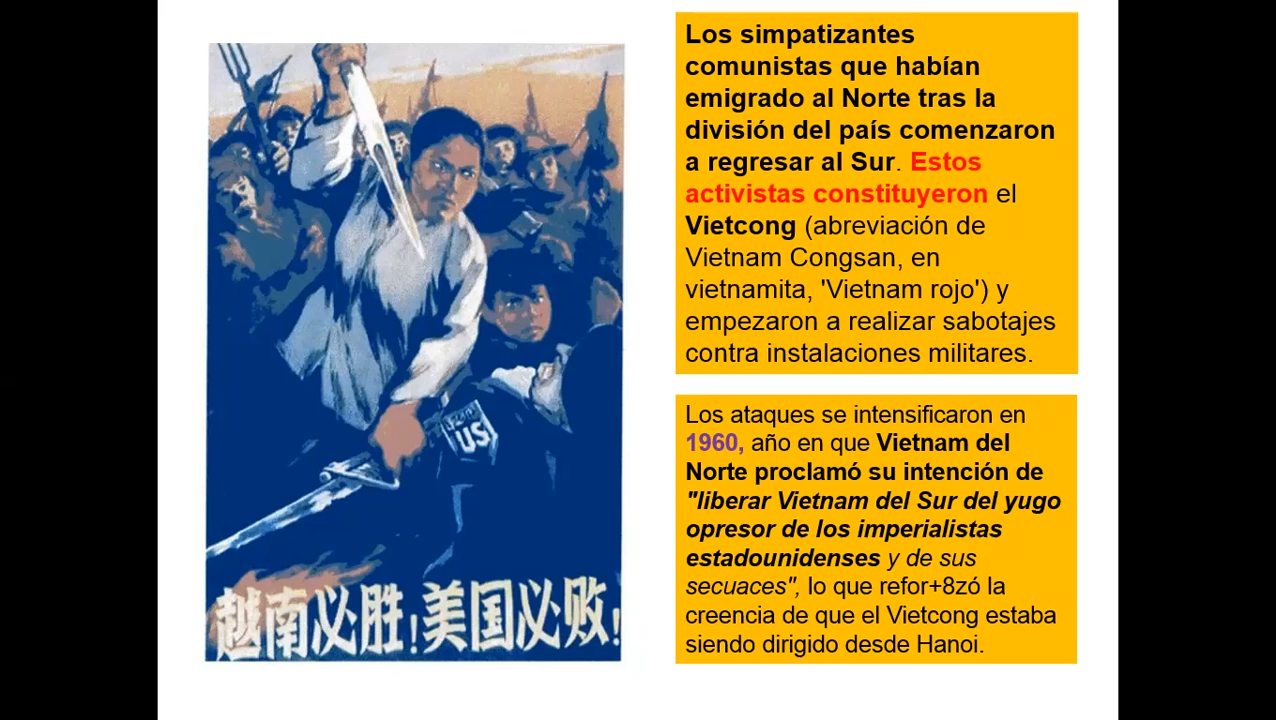 Los simpatizantes
comunistas que habían
emigrado al Norte tras la
división del país comenzaron
a regresar al Sur. Estos
activistas constituyeron el
Vietcong (abreviación de
Vietnam Congsan, en
vietnamita, 'Vietnam rojo') y
empezaron a realizar sabotajes
contra instalaciones militares.
Los ataques se intensificaron en
1960, año en que Vietnam del
Norte proclamó su intención de
"liberar Vietnam del Sur del yugo
opresor de los imperialistas
estadounidenses y de sus
secuaces", lo que refor+8zó la
creencia de que el Vietcong estaba
siendo dirigido desde Hanoi.
US
越南必胜!美国必败!